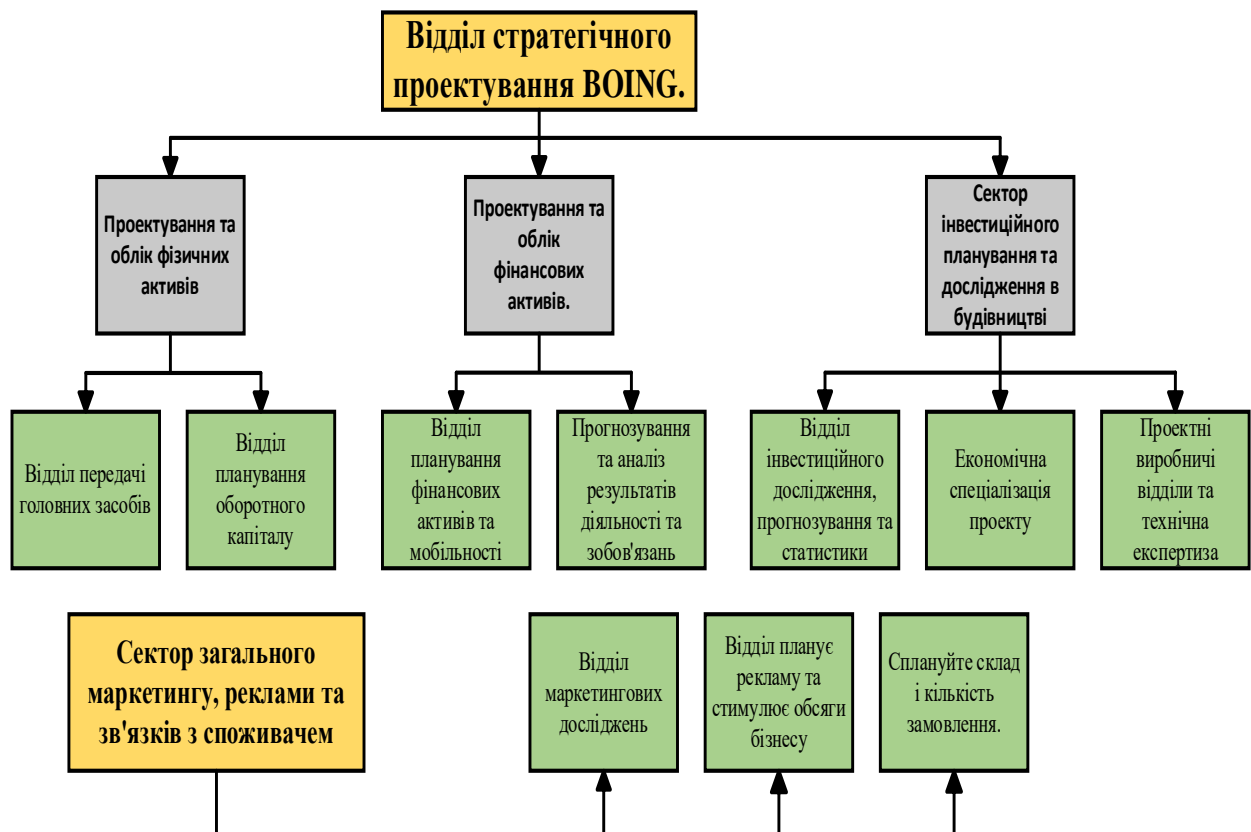 Відділ стратегічного
проектування BOING.
Проектування та
облік фізичних
активів
Проектування та
облік
фінансових
активів.
Сектор
інвестиційного
планування та
дослідження в
будівництві
Відділ передачі
головних засобів
Відділ
планування
оборотного
капіталу
Відділ
планування
фінансових
активів та
мобільності
Прогнозування
та аналіз
результатів
діяльності та
зобов'язань
Відділ
інвестиційного
дослідження,
прогнозування та
статистики
Економічна
спеціалізація
проекту
Проектні
виробничі
відділи та
технічна
експертиза
Сектор загального
маркетингу, реклами та
зв'язків з споживачем
Відділ
маркетингових
досліджень
Відділ планує
рекламу та
стимулює обсяги
бізнесу
Сплануйте склад
і кількість
замовлення.